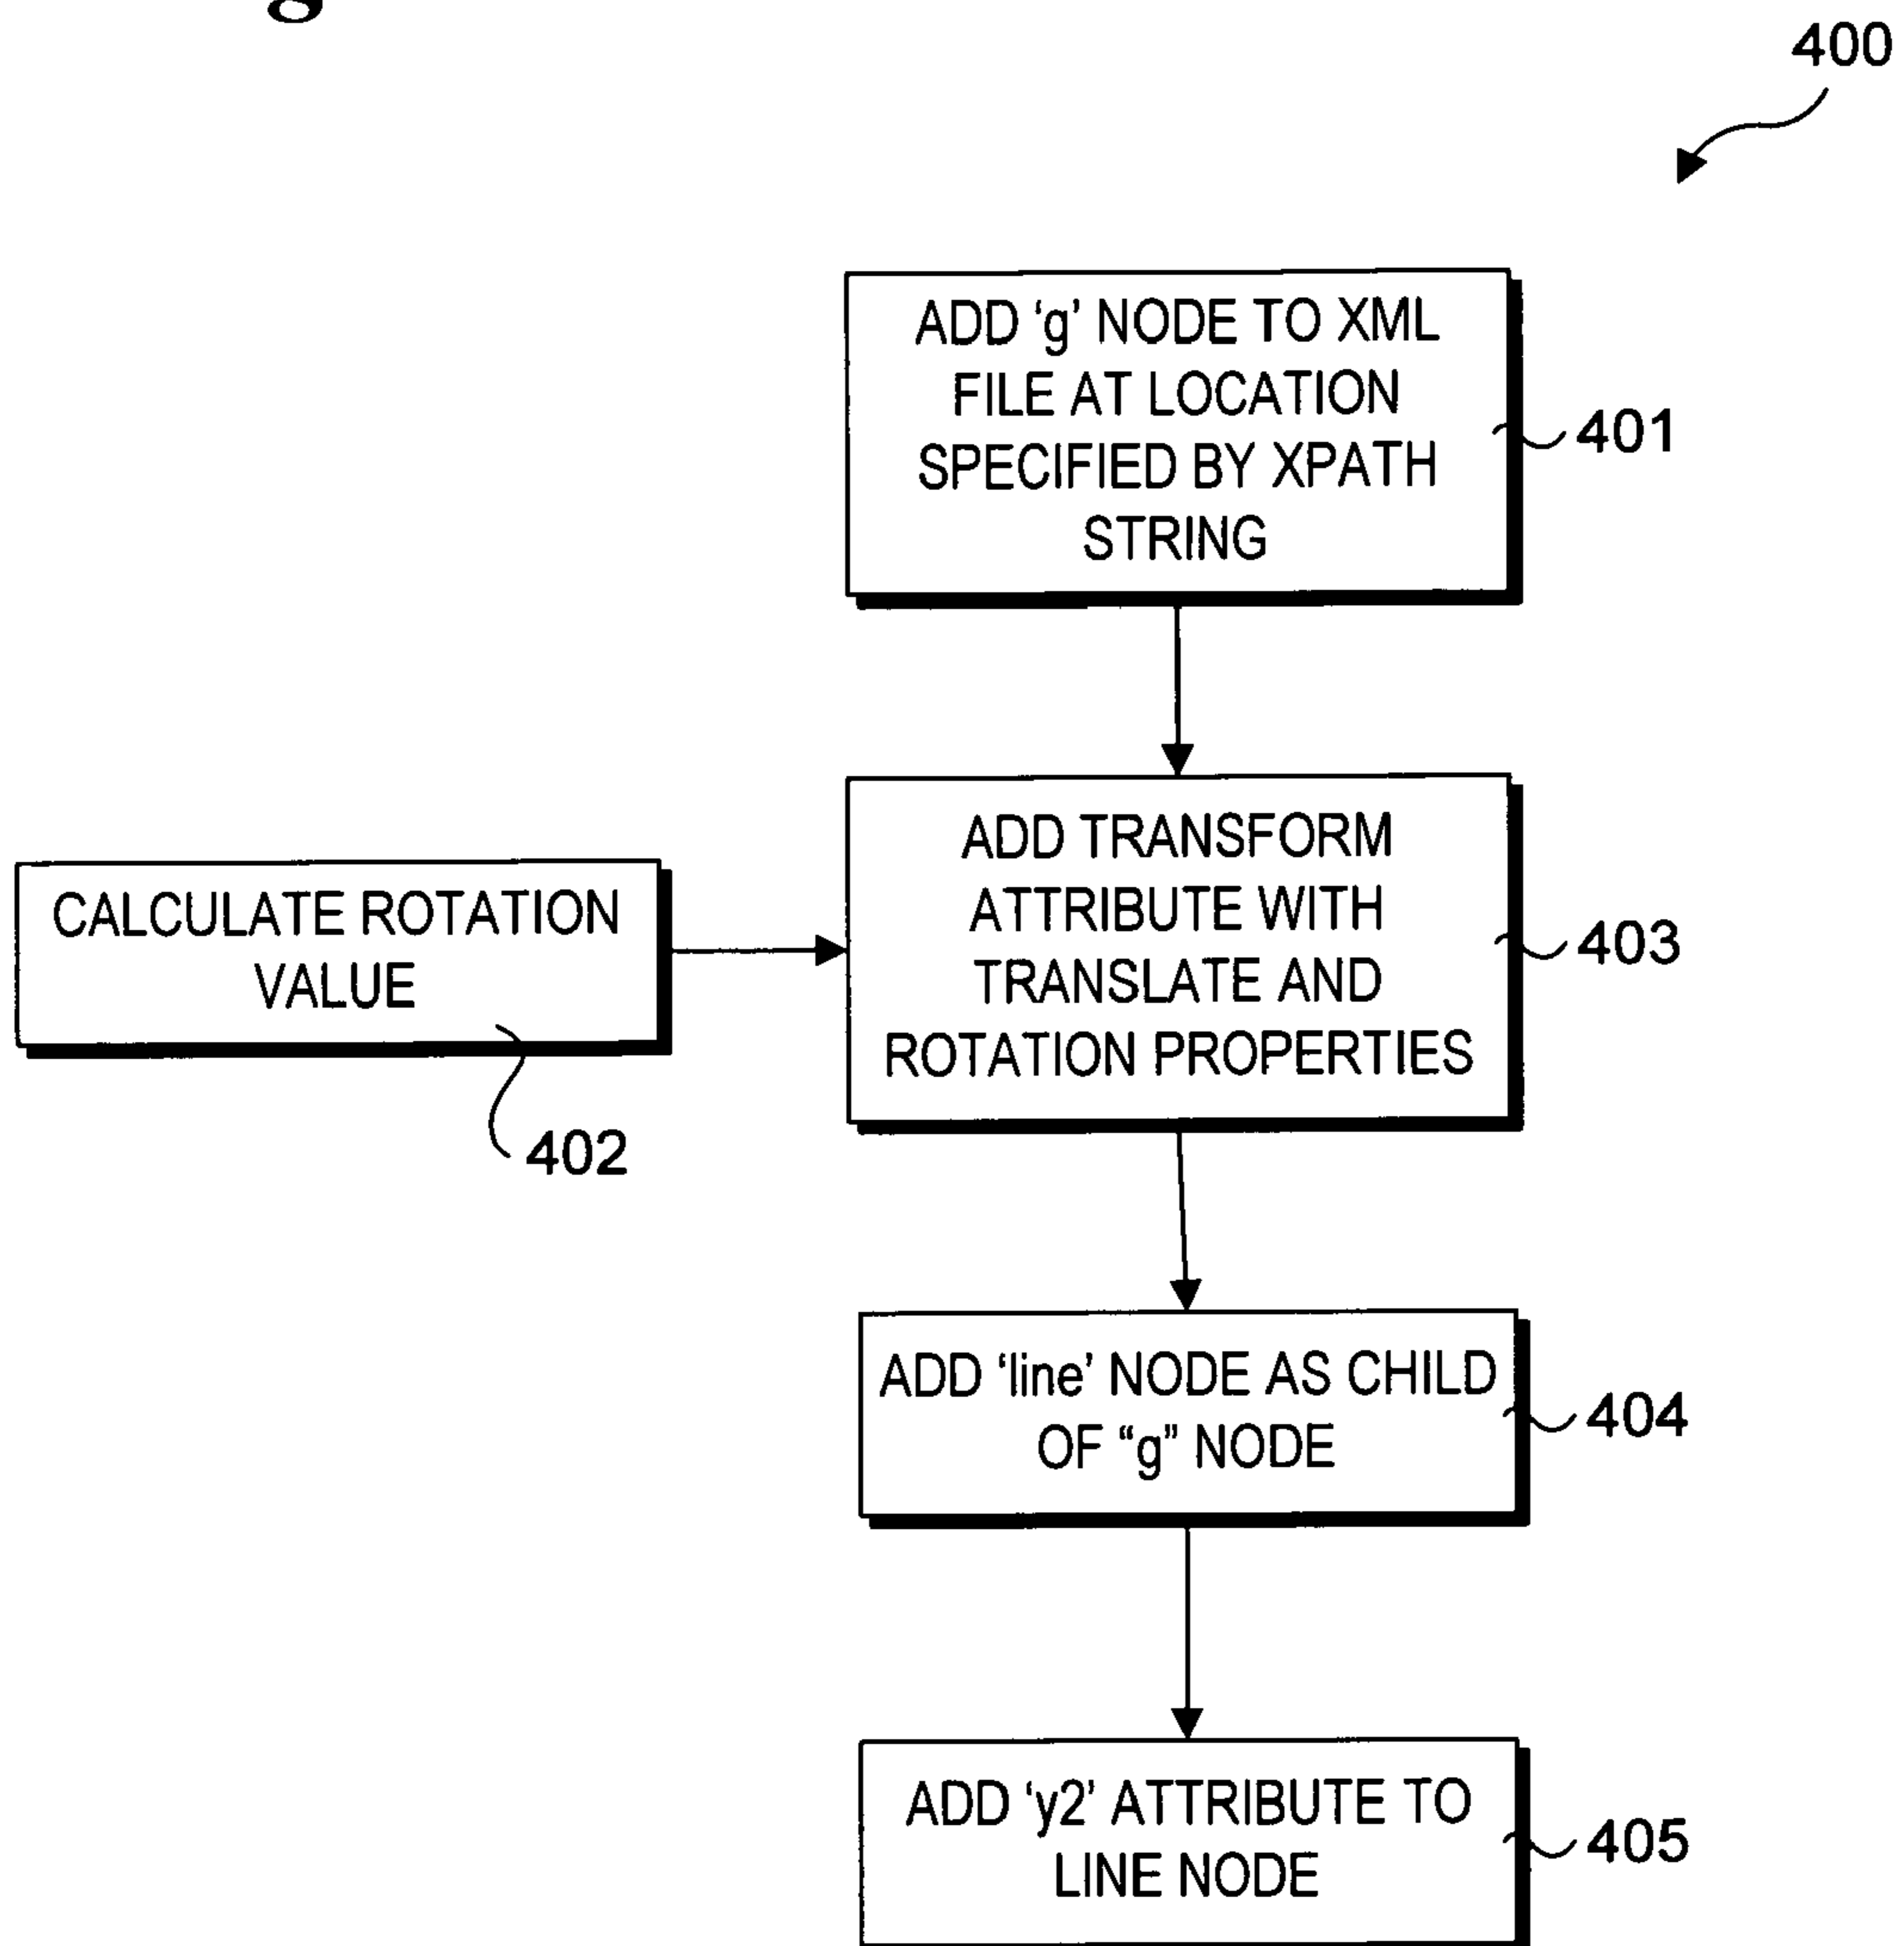 g
400
ADD ‘g’ NODE TO XML
FILE AT LOCATION
SPECIFIED BY XPATH
STRING
401
CALCULATE ROTATION
VALUE
402
ADD TRANSFORM
ATTRIBUTE WITH
TRANSLATE AND
ROTATION PROPERTIES
403
ADD ‘line’ NODE AS CHILD
OF “g” NODE
404
ADD ‘y2’ ATTRIBUTE TO
LINE NODE
405